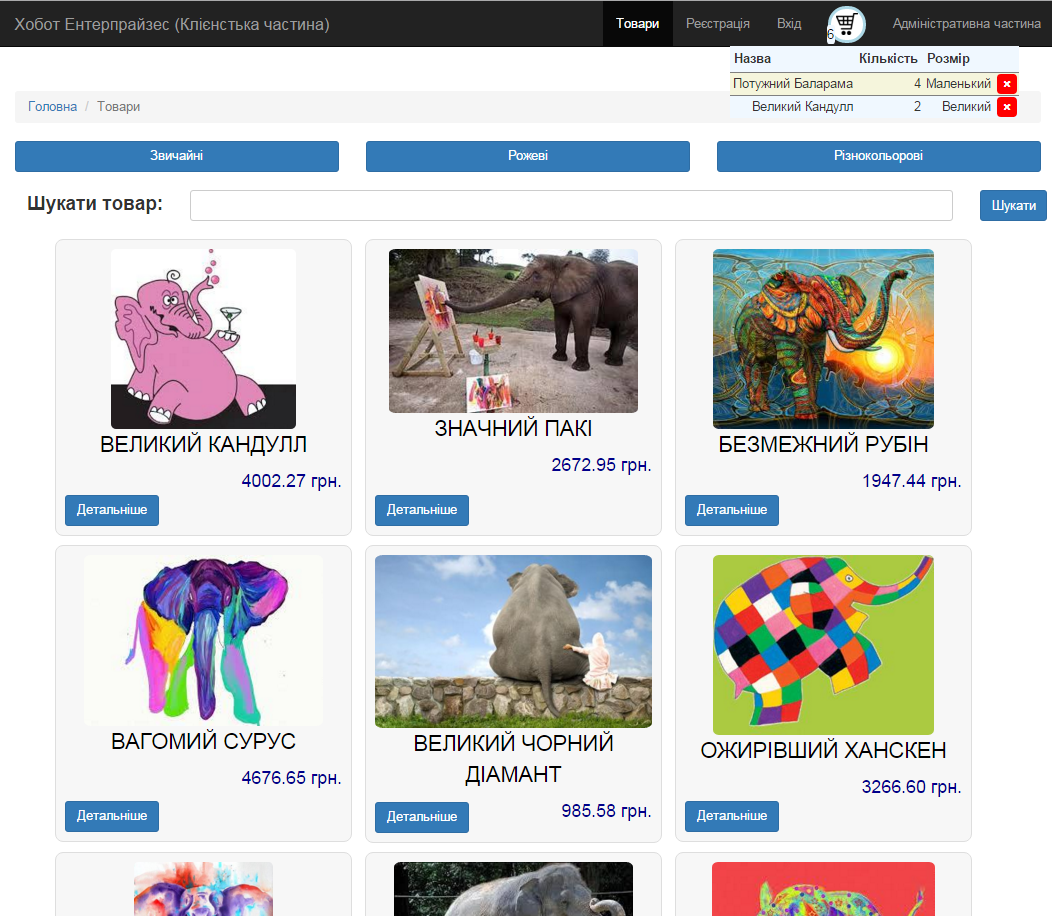 Хобот Ентерпрайзес (Клієнстька частина)
Товари Реєстрація Вхід 6 Адміністративна частина
Назва Кількість Розмір
Потужний Баларама 4 Маленький
Великий Кандулл 2 Великий
Головна / Товари
Звичайні Рожеві Різнокольорові
Шукати товар: Шукати
ВЕЛИКИЙ КАНДУЛЛ
4002.27 грн.
Детальніше
ЗНАЧНИЙ ПАКІ
2672.95 грн.
Детальніше
БЕЗМЕЖНИЙ РУБІН
1947.44 грн.
Детальніше
ВАГОМИЙ СУРУС
4676.65 грн.
Детальніше
ВЕЛИКИЙ ЧОРНИЙ
ДІАМАНТ
985.58 грн.
Детальніше
ОЖИРІВШИЙ ХАНСКЕН
3266.60 грн.
Детальніше